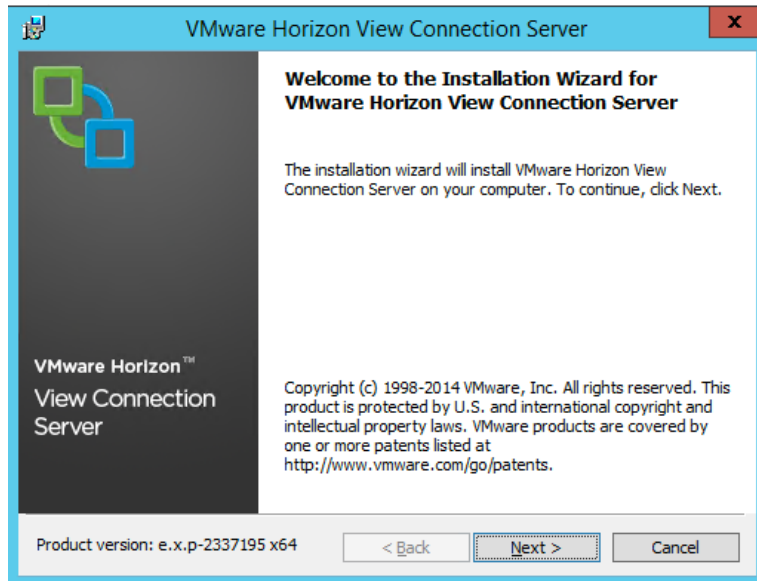 VMware Horizon View Connection Server
x
Welcome to the Installation Wizard for
VMware Horizon View Connection Server
The installation wizard will install VMware Horizon View
Connection Server on your computer. To continue, click Next.
VMware Horizon™
View Connection
Server
Copyright (c) 1998-2014 VMware, Inc. All rights reserved. This
product is protected by U.S. and international copyright and
intellectual property laws. VMware products are covered by
one or more patents listed at
http://www.vmware.com/go/patents.
Product version: e.x.p-2337195 x64
< Back
Next >
Cancel